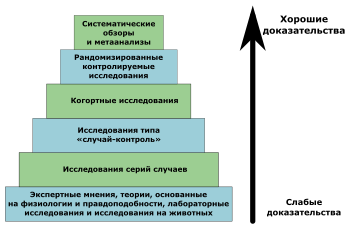 Систематические
обзоры
и метаанализы
Рандомизированные
контролируемые
исследования
Когортные исследования
Исследования типа
«случай-контроль»
Исследования серий случаев
Экспертные мнения, теории, основанные
на физиологии и правдоподобности, лабораторные
исследования и исследования на животных
Хорошие
доказательства
Слабые
доказательства